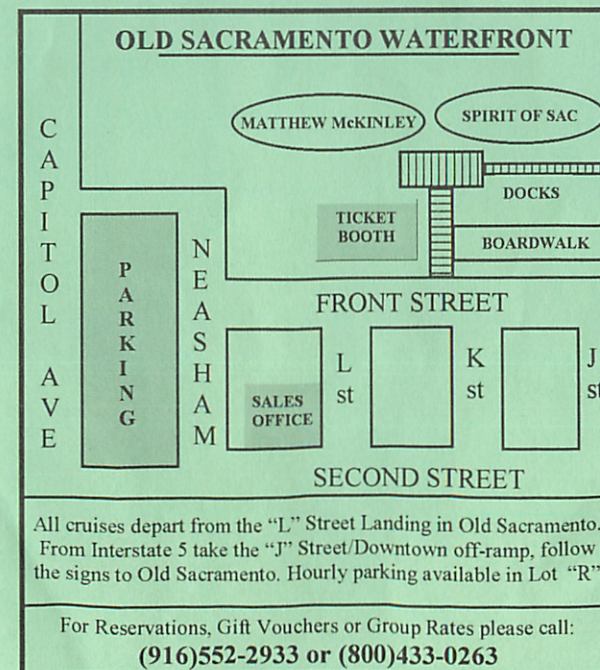 OLD SACRAMENTO WATERFRONT
CAPITOL AVE
MATTHEW McKINLEY
SPIRIT OF SAC
DOCKS
TICKET
BOOTH
BOARDWALK
PARKING
NEASHAM
FRONT STREET
L
st
K
st
J
st
SALES
OFFICE
SECOND STREET
All cruises depart from the “L” Street Landing in Old Sacramento.
From Interstate 5 take the “J” Street/Downtown off-ramp, follow
the signs to Old Sacramento. Hourly parking available in Lot “R”
For Reservations, Gift Vouchers or Group Rates please call:
(916)552-2933 or (800)433-0263